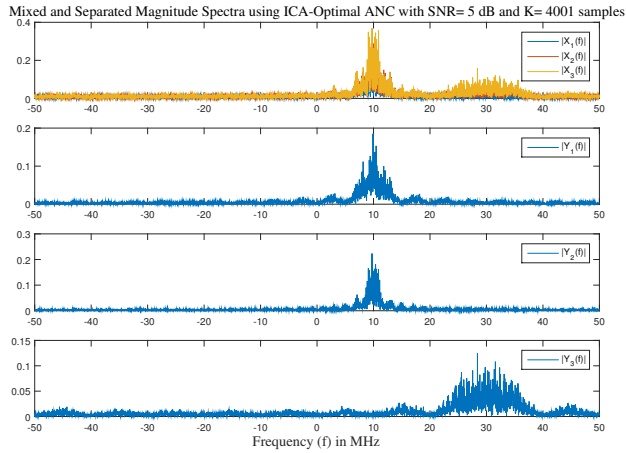 Mixed and Separated Magnitude Spectra using ICA-Optimal ANC with SNR= 5 dB and K= 4001 samples
0.4
0.2
0
|X₁(f)|
|X₂(f)|
|X₃(f)|
-50 -40 -30 -20 -10 0 10 20 30 40 50
0.2
0.1
0
|Y₁(f)|
-50 -40 -30 -20 -10 0 10 20 30 40 50
0.3
0.2
0.1
0
|Y₂(f)|
-50 -40 -30 -20 -10 0 10 20 30 40 50
0.15
0.1
0.05
0
|Y₃(f)|
-50 -40 -30 -20 -10 0 10 20 30 40 50
Frequency (f) in MHz